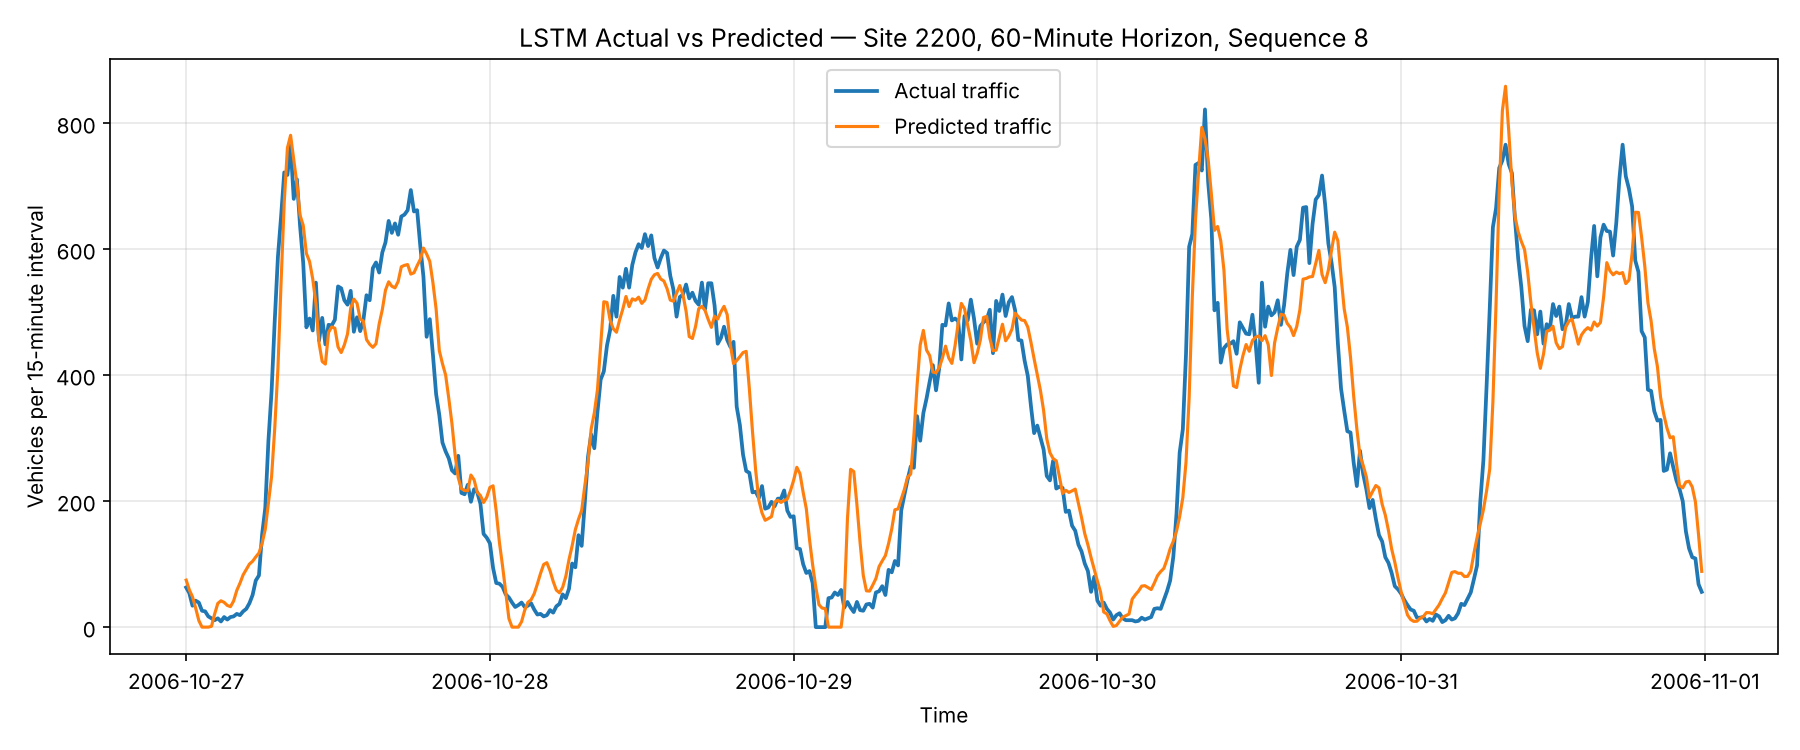 LSTM Actual vs Predicted — Site 2200, 60-Minute Horizon, Sequence 8
Actual traffic
Predicted traffic
Vehicles per 15-minute interval
800
600
400
200
0
2006-10-27
2006-10-28
2006-10-29
2006-10-30
2006-10-31
2006-11-01
Time